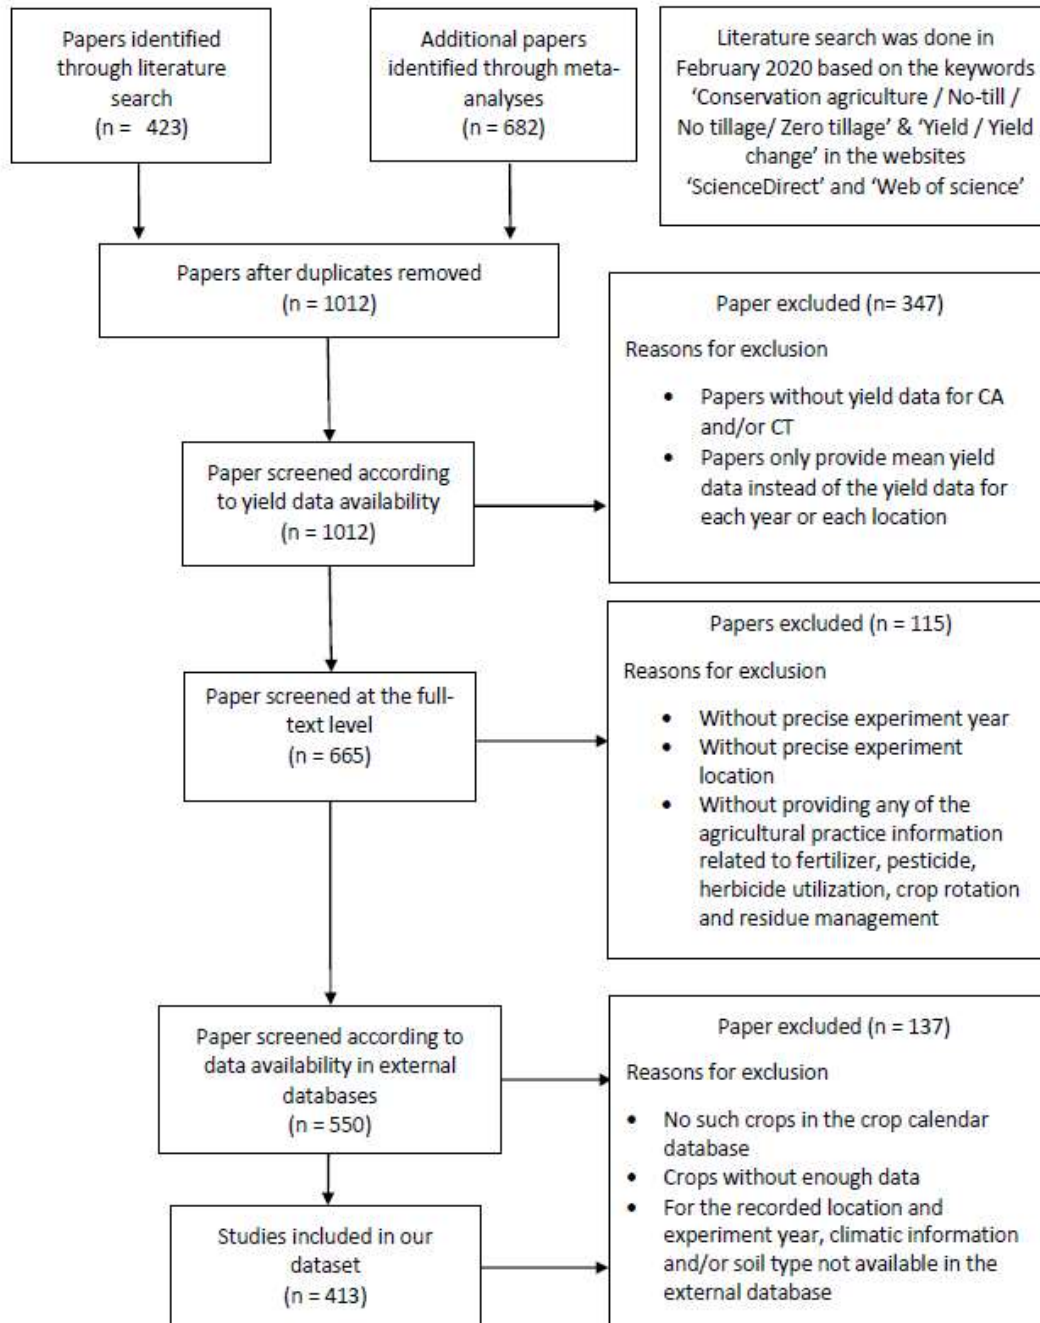 Papers identified
through literature
search
(n = 423)
Additional papers
identified through meta-
analyses
(n = 682)
Literature search was done in
February 2020 based on the keywords
‘Conservation agriculture / No-till /
No tillage/ Zero tillage’ & ‘Yield / Yield
change’ in the websites
‘ScienceDirect’ and ‘Web of science’
Papers after duplicates removed
(n = 1012)
Paper excluded (n= 347)
Reasons for exclusion
• Papers without yield data for CA
and/or CT
• Papers only provide mean yield
data instead of the yield data for
each year or each location
Paper screened according
to yield data availability
(n = 1012)
Papers excluded (n = 115)
Reasons for exclusion
• Without precise experiment year
• Without precise experiment
location
• Without providing any of the
agricultural practice information
related to fertilizer, pesticide,
herbicide utilization, crop rotation
and residue management
Paper screened at the full-
text level
(n = 665)
Paper screened according to
data availability in external
databases
(n = 550)
Paper excluded (n = 137)
Reasons for exclusion
• No such crops in the crop calendar
database
• Crops without enough data
• For the recorded location and
experiment year, climatic information
and/or soil type not available in the
external database
Studies included in our
dataset
(n = 413)